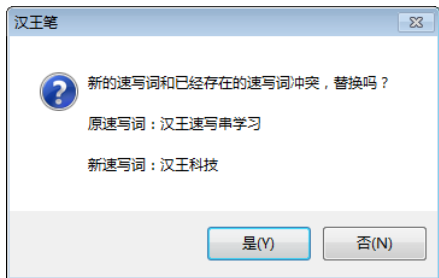 汉王笔
新的速写词和已经存在的速写词冲突，替换吗？
原速写词：汉王速写串学习
新速写词：汉王科技
是(Y)
否(N)